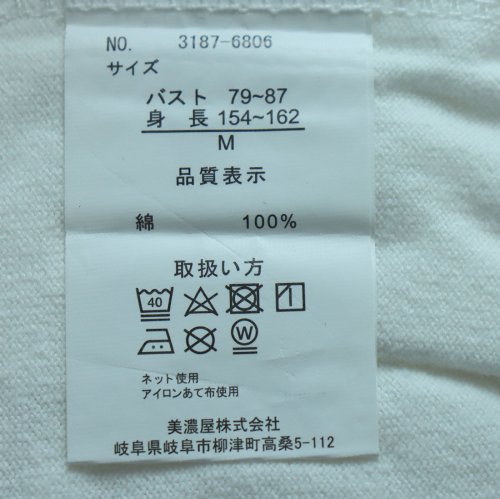 NO. 3187-6806
サイズ
バスト 79~87
身 長 154~162
M
品質表示
綿 100%
取扱い方
40
W
ネット使用
アイロンあて布使用
美濃屋株式会社
岐阜県岐阜市柳津町高桑5-112